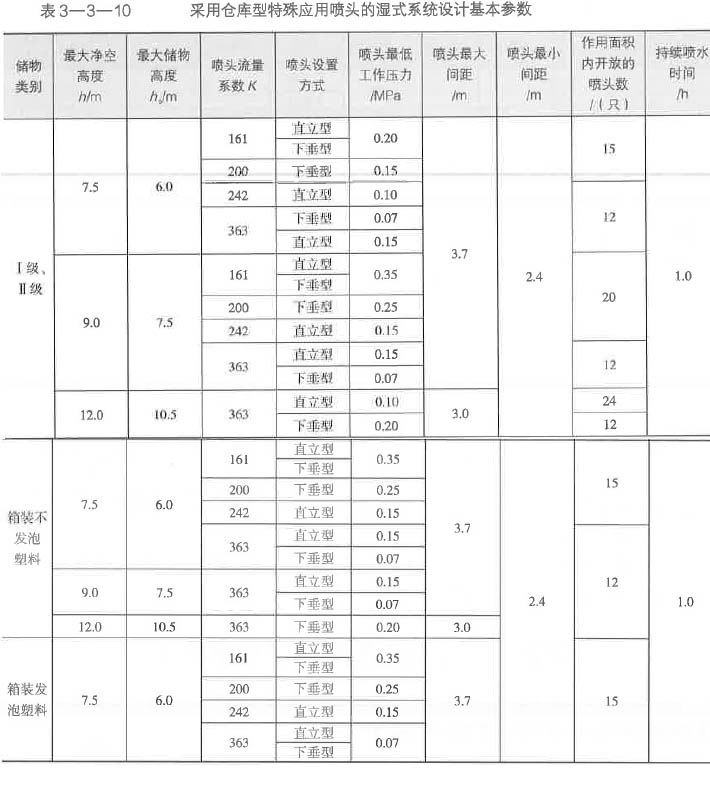 表3—3—10 采用仓库型特殊应用喷头的湿式系统设计基本参数
储物类别 最大净空高度h/m 最大储物高度hs/m 喷头流量系数K 喷头设置方式 喷头最低工作压力/MPa 喷头最大间距/m 喷头最小间距/m 作用面积内开放的喷头数/(只) 持续喷水时间/h
Ⅰ级、Ⅱ级 7.5 6.0 161 直立型 0.20 3.7 2.4 15 1.0
下垂型
200 下垂型 0.15
242 直立型 0.10 12
363 下垂型 0.07
直立型 0.15
9.0 7.5 161 直立型 0.35 20
下垂型
200 下垂型 0.25
242 直立型 0.15
363 直立型 0.15 12
下垂型 0.07
12.0 10.5 363 直立型 0.10 3.0 24
下垂型 0.20 12
箱装不发泡塑料 7.5 6.0 161 直立型 0.35 3.7 2.4 15 1.0
下垂型
200 下垂型 0.25
242 直立型 0.15
363 直立型 0.15 12
下垂型 0.07
9.0 7.5 363 直立型 0.15
下垂型 0.07
12.0 10.5 363 下垂型 0.20 3.0
箱装发泡塑料 7.5 6.0 161 直立型 0.35 3.7 15
下垂型
200 下垂型 0.25
242 直立型 0.15
363 直立型 0.07
下垂型